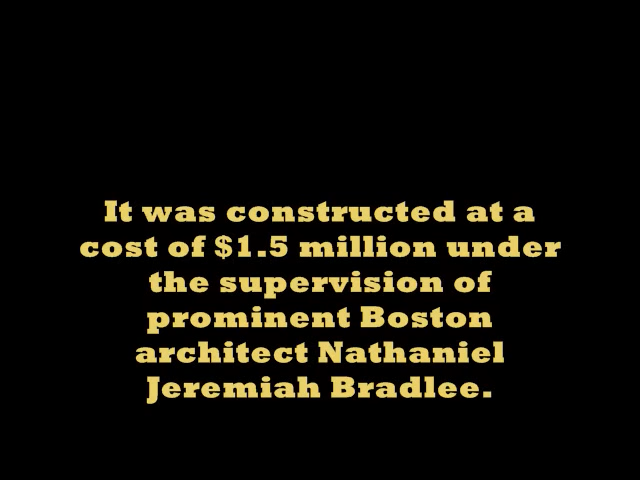 It was constructed at a
cost of $1.5 million under
the supervision of
prominent Boston
architect Nathaniel
Jeremiah Bradlee.